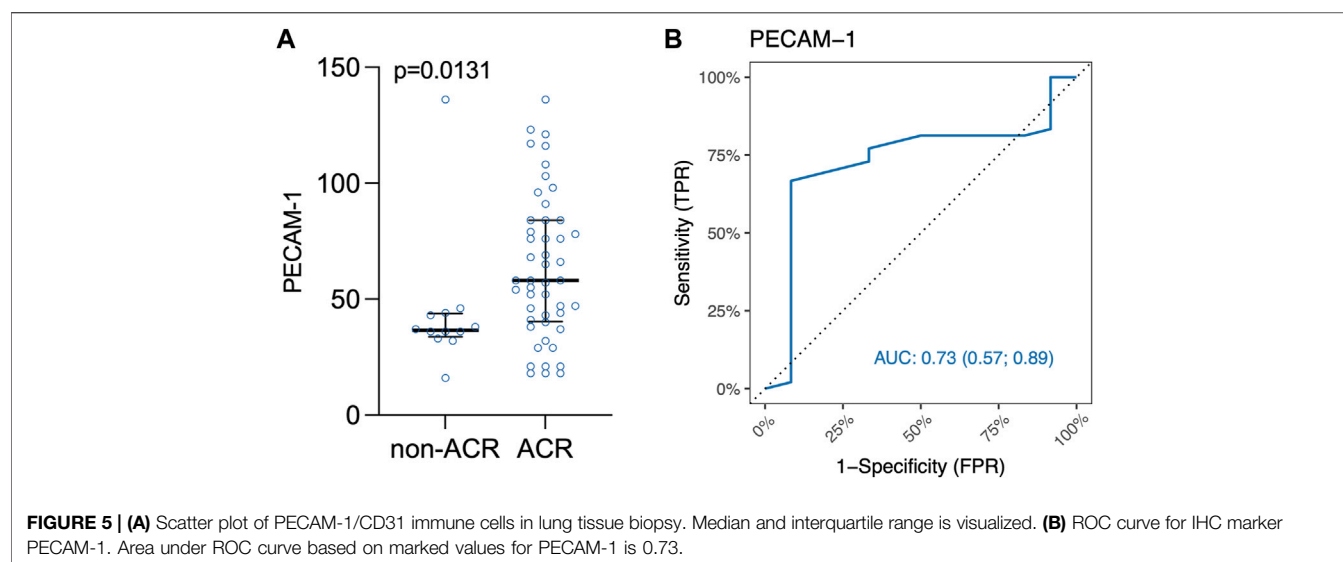 A
150
p=0.0131
100
50
0
PECAM-1
non-ACR ACR
B
PECAM−1
100%
75%
50%
25%
0%
Sensitivity (TPR)
AUC: 0.73 (0.57; 0.89)
0%
25%
50%
75%
100%
1−Specificity (FPR)
FIGURE 5 | (A) Scatter plot of PECAM-1/CD31 immune cells in lung tissue biopsy. Median and interquartile range is visualized. (B) ROC curve for IHC marker
PECAM-1. Area under ROC curve based on marked values for PECAM-1 is 0.73.